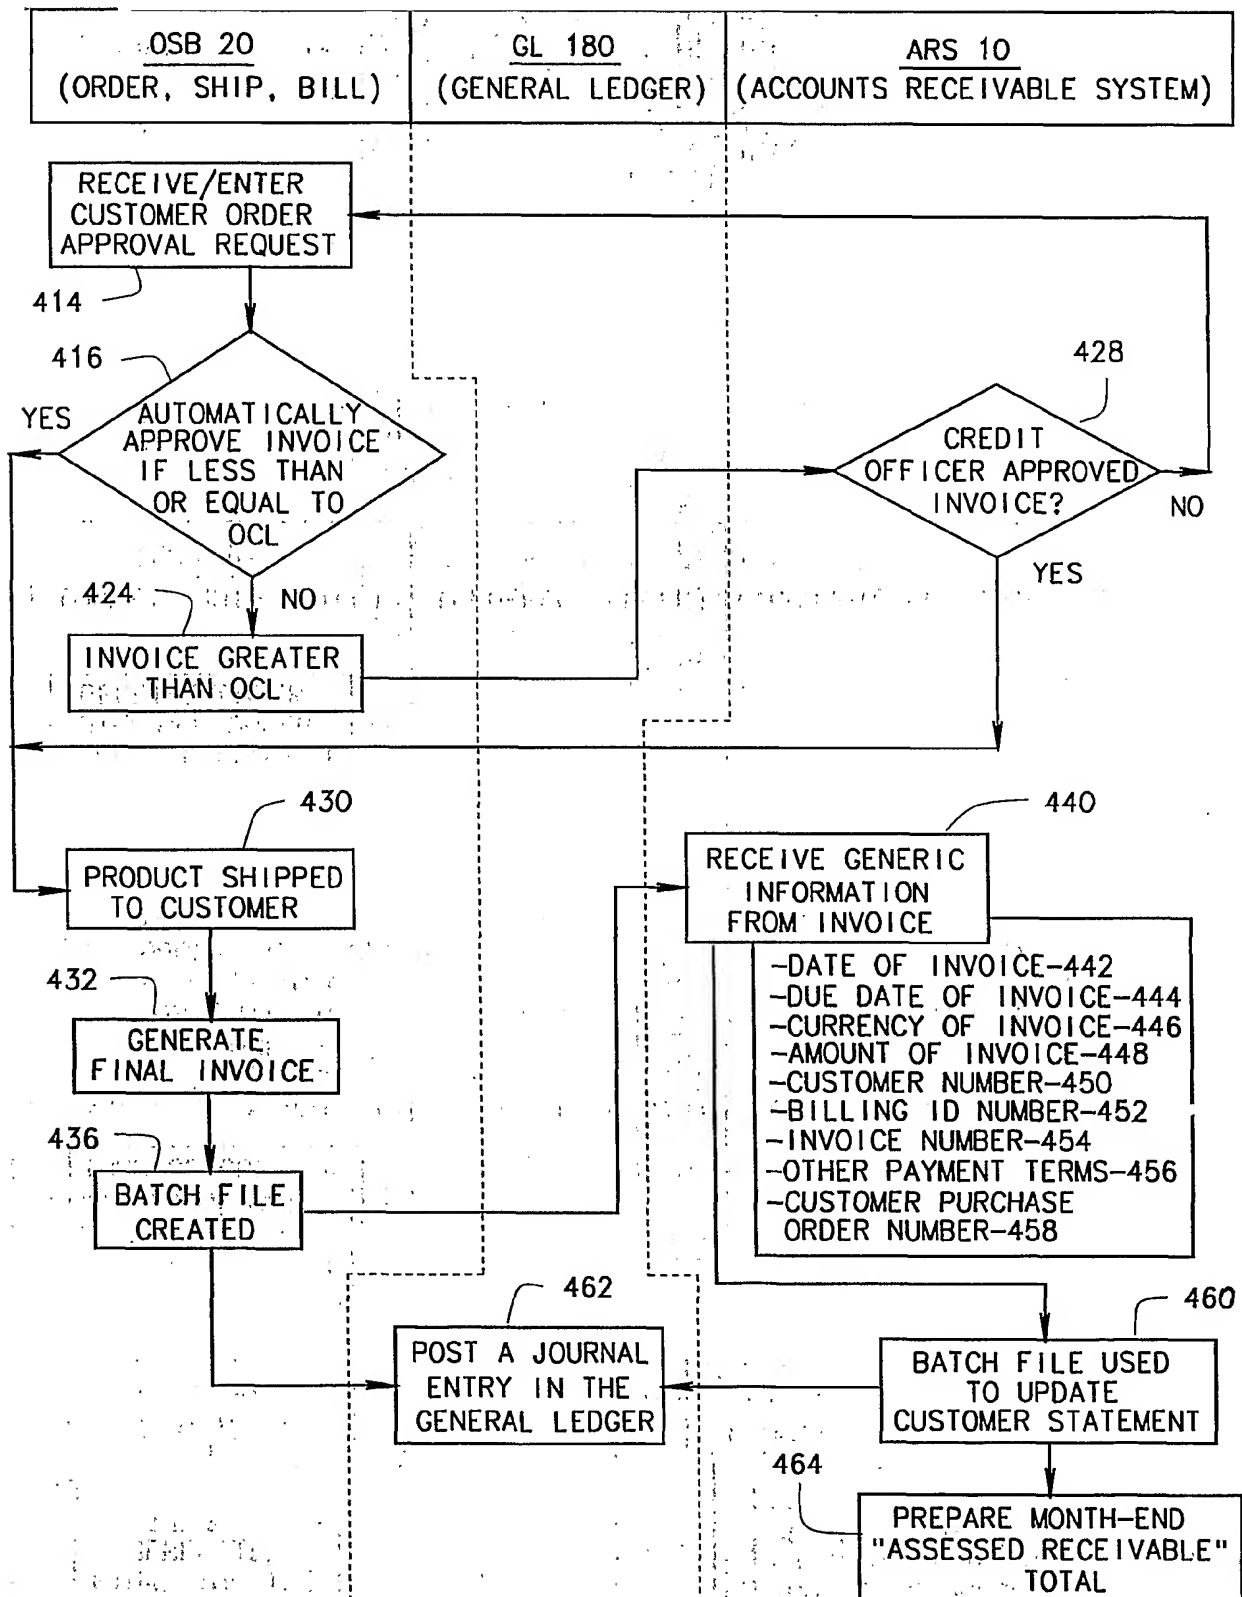 OSB 20
(ORDER, SHIP, BILL)
GL 180
(GENERAL LEDGER)
ARS 10
(ACCOUNTS RECEIVABLE SYSTEM)
RECEIVE/ENTER
CUSTOMER ORDER
APPROVAL REQUEST
414
416
YES
AUTOMATICALLY
APPROVE INVOICE
IF LESS THAN
OR EQUAL TO
OCL
NO
424
INVOICE GREATER
THAN OCL
428
CREDIT
OFFICER APPROVED
INVOICE?
NO
YES
430
PRODUCT SHIPPED
TO CUSTOMER
432
GENERATE
FINAL INVOICE
436
BATCH FILE
CREATED
440
RECEIVE GENERIC
INFORMATION
FROM INVOICE
-DATE OF INVOICE-442
-DUE DATE OF INVOICE-444
-CURRENCY OF INVOICE-446
-AMOUNT OF INVOICE-448
-CUSTOMER NUMBER-450
-BILLING ID NUMBER-452
-INVOICE NUMBER-454
-OTHER PAYMENT TERMS-456
-CUSTOMER PURCHASE
ORDER NUMBER-458
462
POST A JOURNAL
ENTRY IN THE
GENERAL LEDGER
460
BATCH FILE USED
TO UPDATE
CUSTOMER STATEMENT
464
PREPARE MONTH-END
"ASSESSED RECEIVABLE"
TOTAL